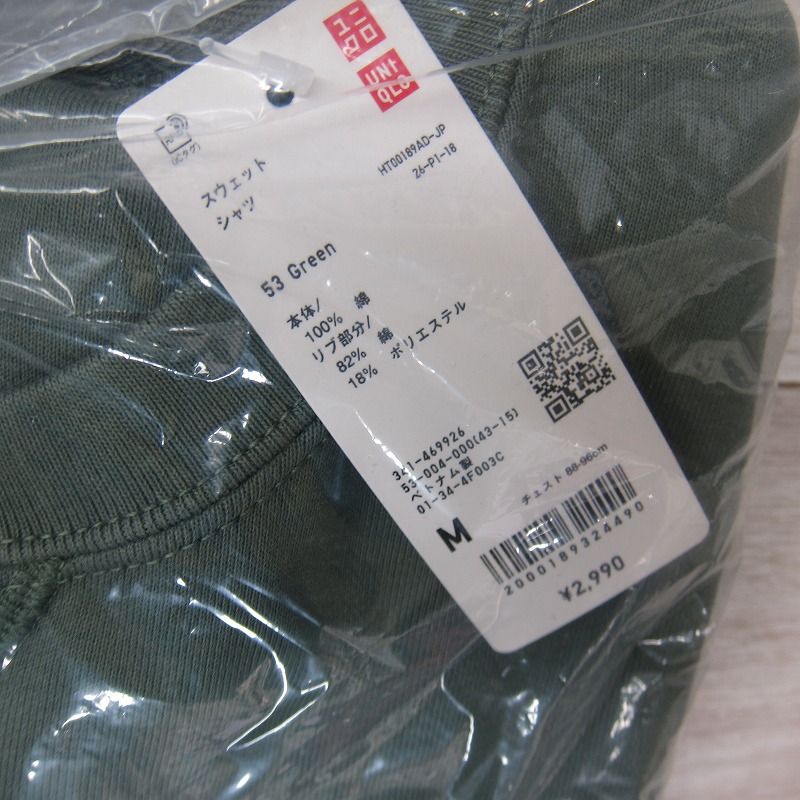 ユニ
クロ
UNI
QLO
(ICタグ)
HT00189AD-JP
26-P1-18
スウェット
シャツ
53 Green
本体/
100% 綿
リブ部分/
82% 綿
18% ポリエステル
341-469926
53-004-000(43-15)
ベトナム製
01-34-4F003C
M
チェスト 88-96cm
2000189324490
¥2,990